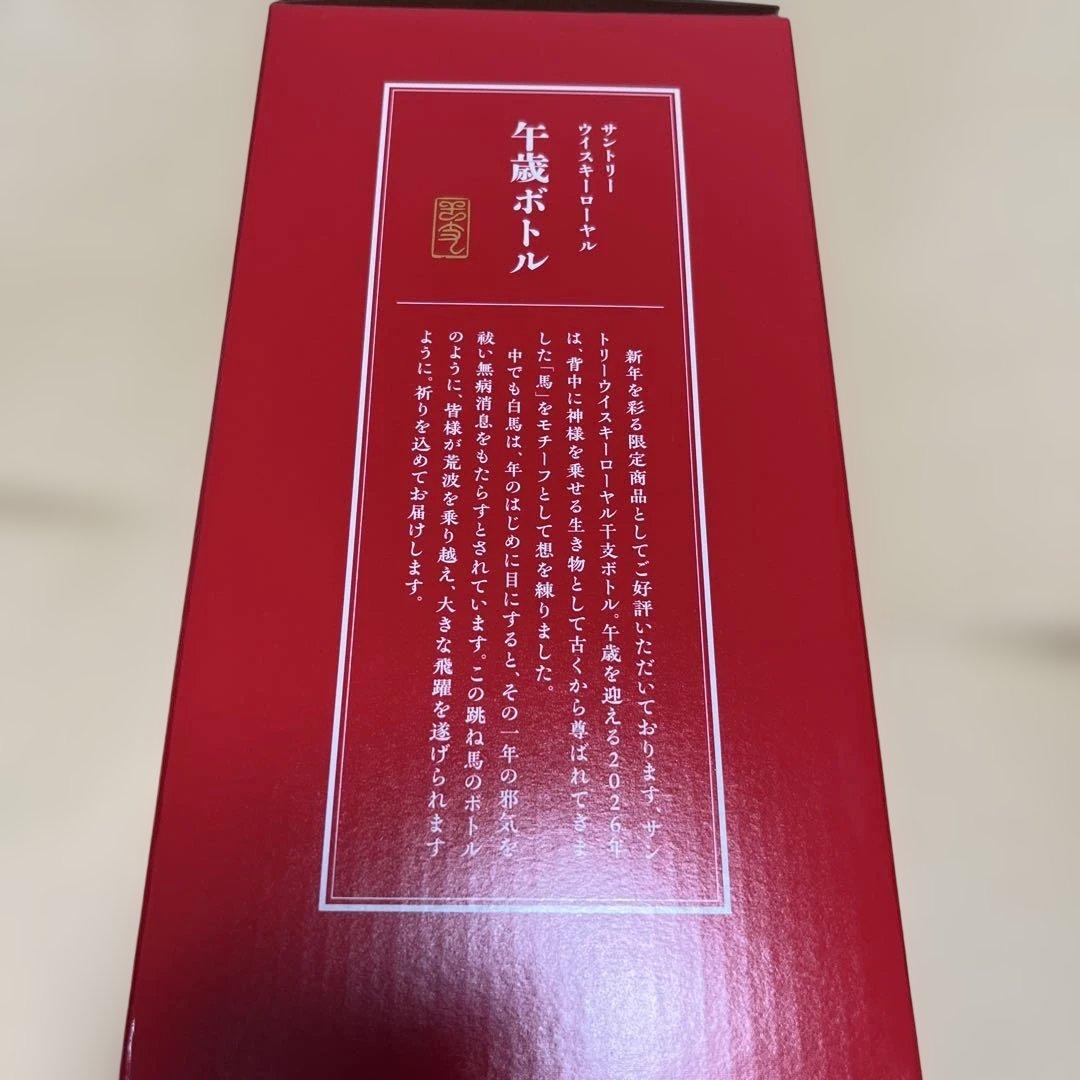 サントリー
ウイスキーローヤル
午歳ボトル
新年を彩る限定商品としてご好評いただいております、サン
トリーウイスキーローヤル干支ボトル。午歳を迎える2026年
は、背中に神様を乗せる生き物として古くから尊ばれてきま
した「馬」をモチーフとして想を練りました。
中でも白馬は、年のはじめに目にすると、その一年の邪気を
祓い無病消息をもたらすとされています。この跳ね馬のボトル
のように、皆様が荒波を乗り越え、大きな飛躍を遂げられます
ように。祈りを込めてお届けします。